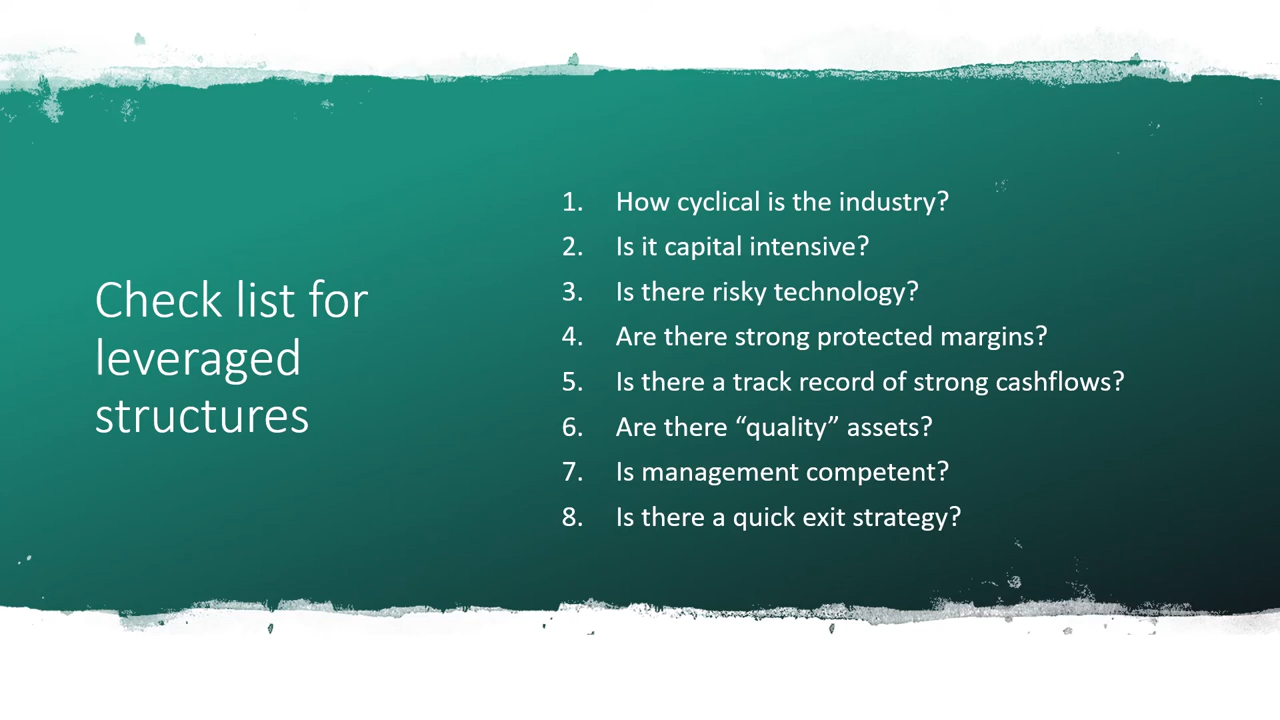 Check list for
leveraged
structures
1. How cyclical is the industry?
2. Is it capital intensive?
3. Is there risky technology?
4. Are there strong protected margins?
5. Is there a track record of strong cashflows?
6. Are there “quality” assets?
7. Is management competent?
8. Is there a quick exit strategy?